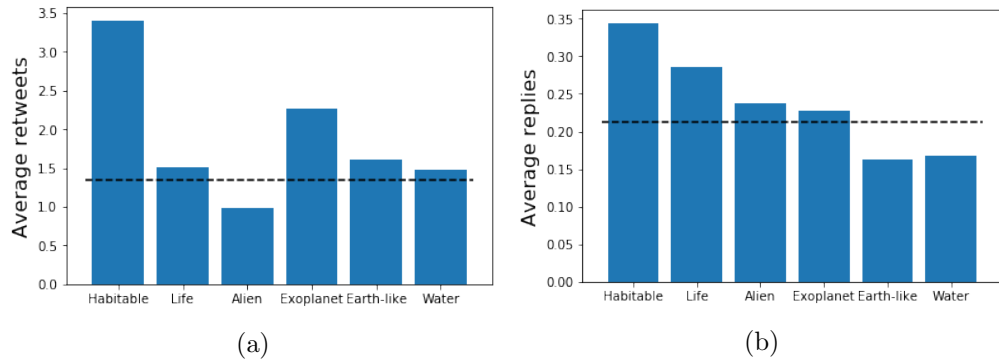 Average retweets
3.5
3.0
2.5
2.0
1.5
1.0
0.5
0.0
Habitable Life Alien Exoplanet Earth-like Water
(a)
Average replies
0.35
0.30
0.25
0.20
0.15
0.10
0.05
0.00
Habitable Life Alien Exoplanet Earth-like Water
(b)